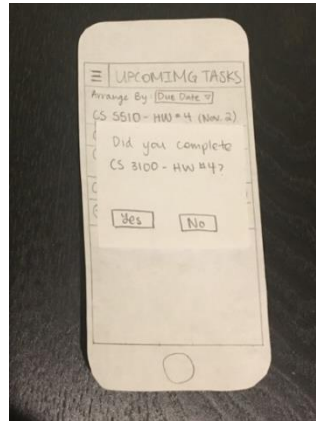 UPCOMIMG TASKS
Arrange By: Due Date
CS 5510 - HW #4 (Nov. 2)
Did you complete
CS 3100 - HW #4?
Yes No